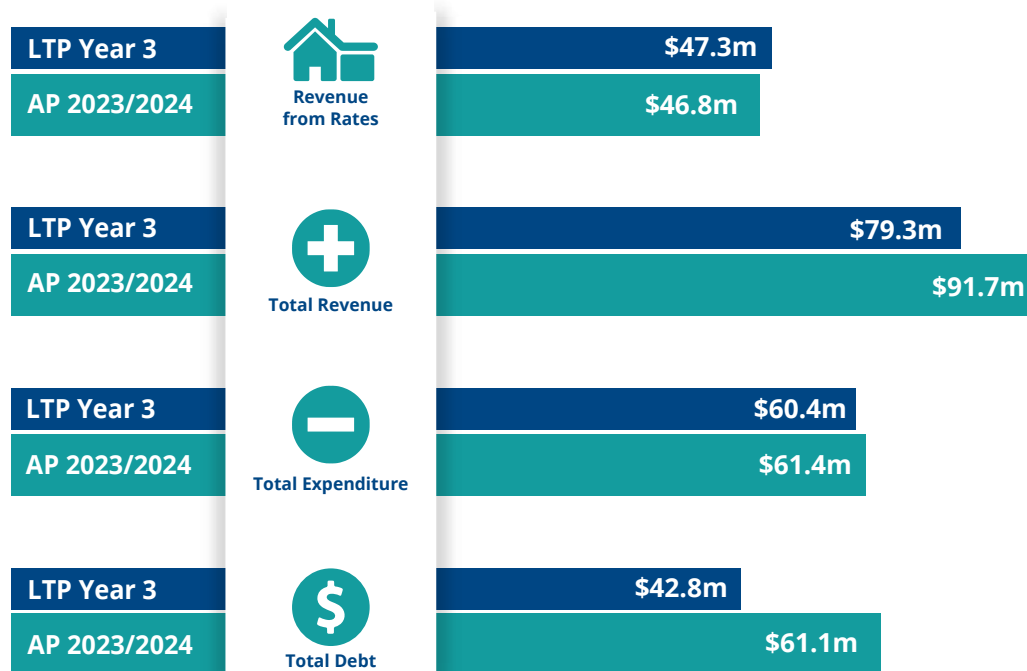 LTP Year 3
$47.3m
AP 2023/2024
$46.8m
Revenue
from Rates
LTP Year 3
$79.3m
AP 2023/2024
$91.7m
Total Revenue
LTP Year 3
$60.4m
AP 2023/2024
$61.4m
Total Expenditure
LTP Year 3
$42.8m
$
AP 2023/2024
$61.1m
Total Debt